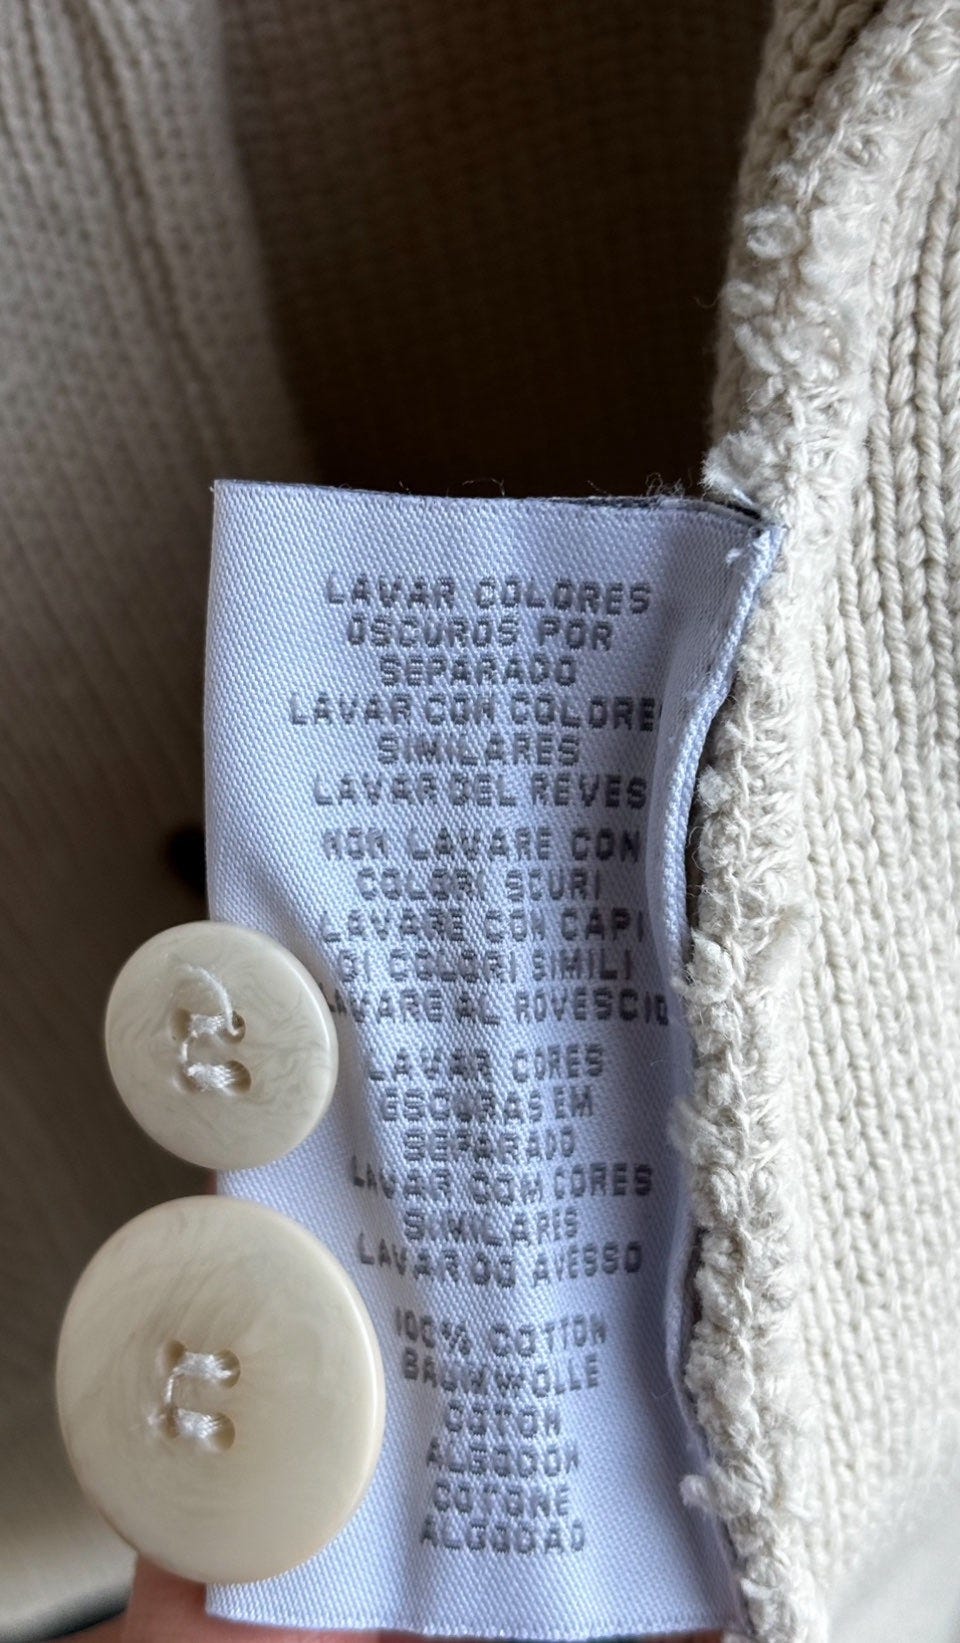 LAVAR COLORES
OSCUROS POR
SEPARADO
LAVAR CON COLORE
SIMILARES
LAVAR DEL REVES
NON LAVARE CON
COLORI SCURI
LAVARE CON CAPI
DI COLORI SIMILI
LAVARE AL ROVESCIO
LAVAR CORES
ESCURAS EM
SEPARADO
LAVAR COM CORES
SIMILARES
LAVAR DO AVESSO
100% COTTON
BAUMWOLLE
COTON
ALGODON
COTONE
ALGODAO